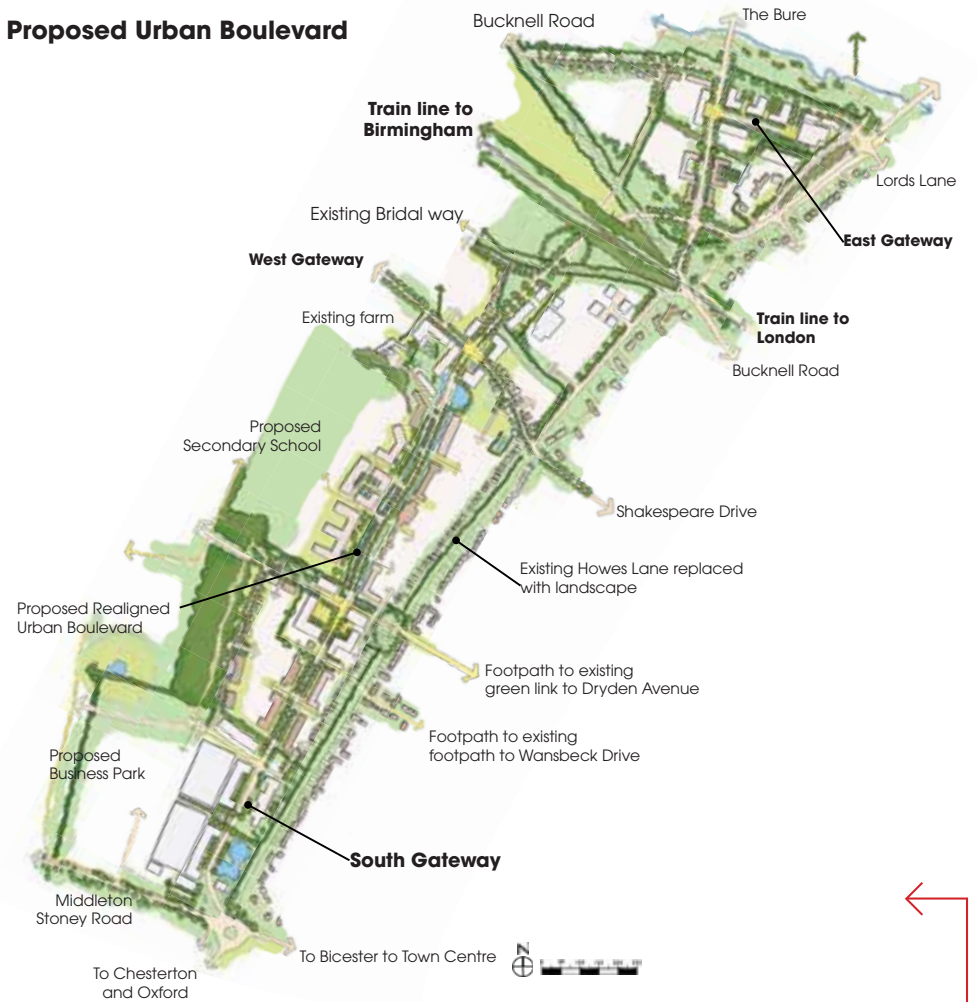 Proposed Urban Boulevard
Bucknell Road
The Bure
Train line to
Birmingham
Lords Lane
Existing Bridal way
East Gateway
West Gateway
Existing farm
Train line to
London
Bucknell Road
Proposed
Secondary School
Shakespeare Drive
Existing Howes Lane replaced
with landscape
Proposed Realigned
Urban Boulevard
Footpath to existing
green link to Dryden Avenue
Footpath to existing
footpath to Wansbeck Drive
Proposed
Business Park
South Gateway
Middleton
Stoney Road
To Bicester to Town Centre
N
To Chesterton
and Oxford